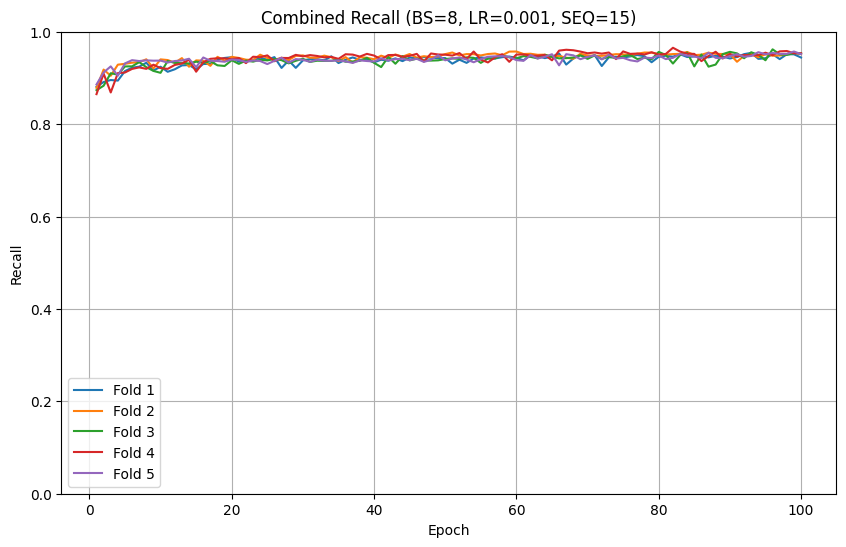 Combined Recall (BS=8, LR=0.001, SEQ=15)
1.0
0.8
0.6
0.4
0.2
0.0
Recall
Fold 1
Fold 2
Fold 3
Fold 4
Fold 5
0 20 40 60 80 100
Epoch